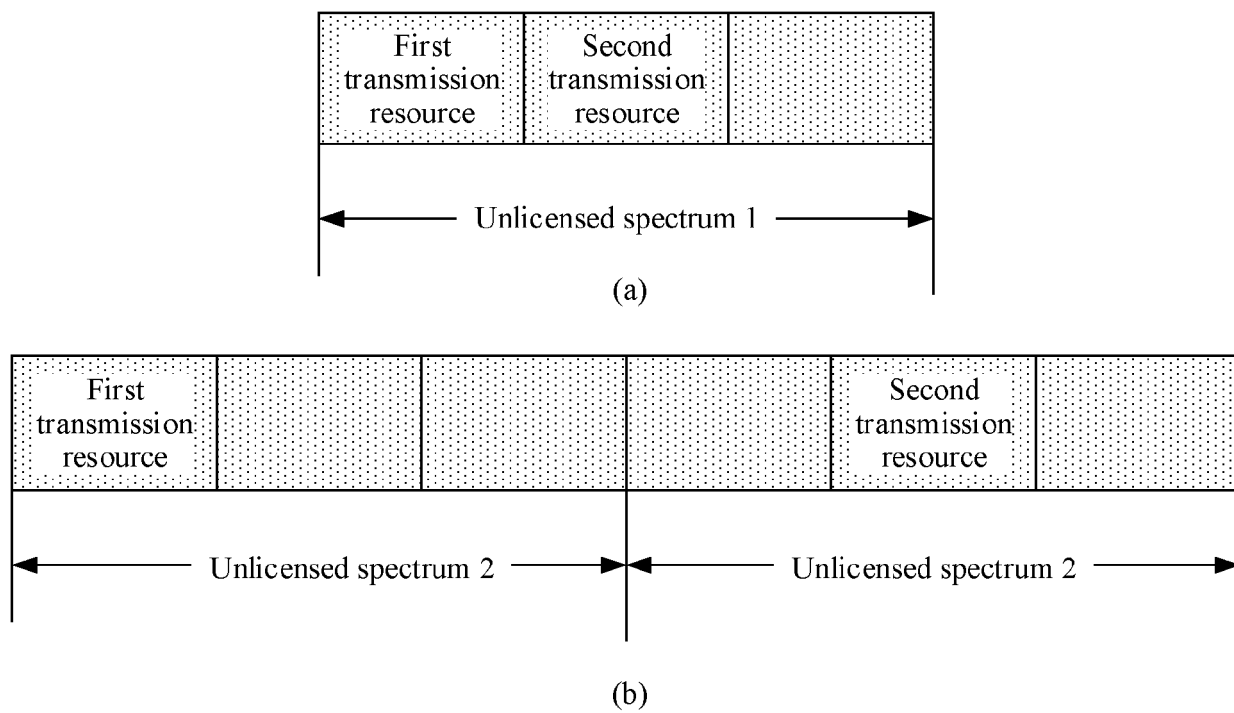 First
transmission
resource
Second
transmission
resource
Unlicensed spectrum 1
(a)
First
transmission
resource
Second
transmission
resource
Unlicensed spectrum 2
Unlicensed spectrum 2
(b)